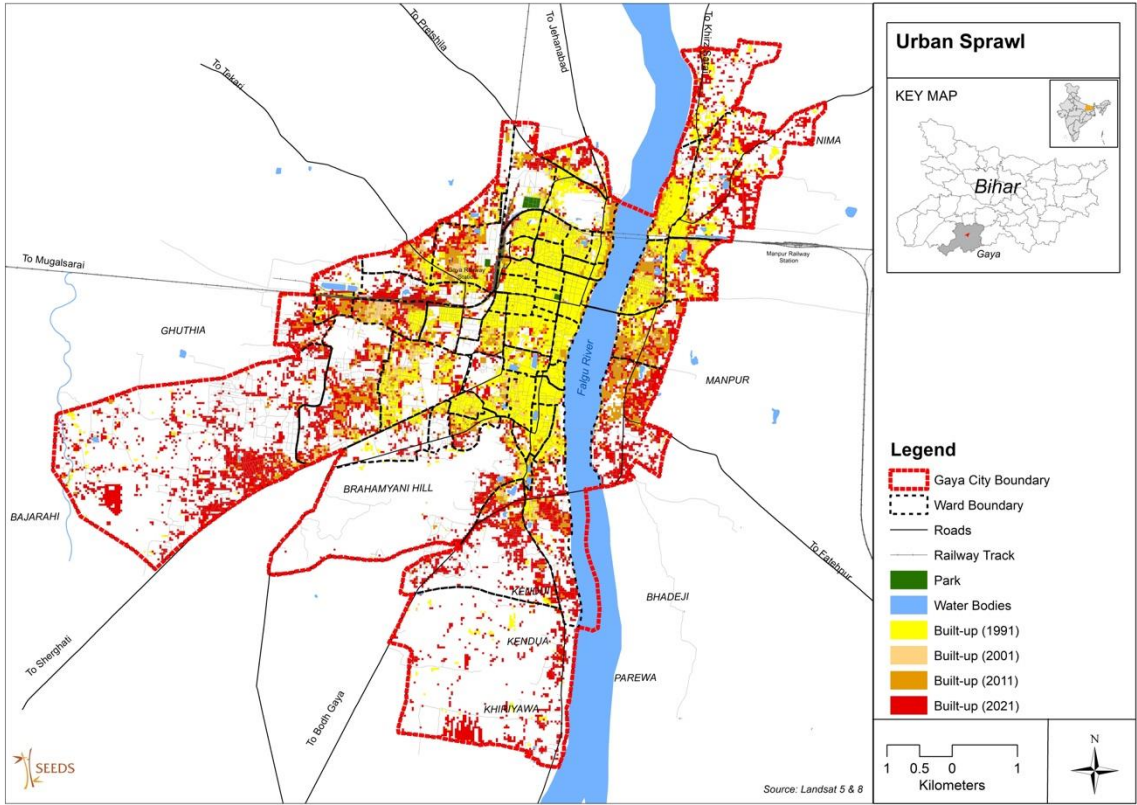 Urban Sprawl
KEY MAP
Bihar
Gaya
To Pretshila
To Jehanabad
To Tekari
NIMA
To Mugalsarai
Gaya Railway
Station
Manpur Railway
Station
GHUTHIA
Falgu River
MANPUR
BRAHAMYANI HILL
BAJARAHI
To Fatehpur
BHADEJI
KENDUA
PAREWA
To Sherghati
To Bodh Gaya
KHIRIYAWA
SEEDS
Source: Landsat 5 & 8
Legend
Gaya City Boundary
Ward Boundary
Roads
Railway Track
Park
Water Bodies
Built-up (1991)
Built-up (2001)
Built-up (2011)
Built-up (2021)
1 0.5 0 1
Kilometers
N